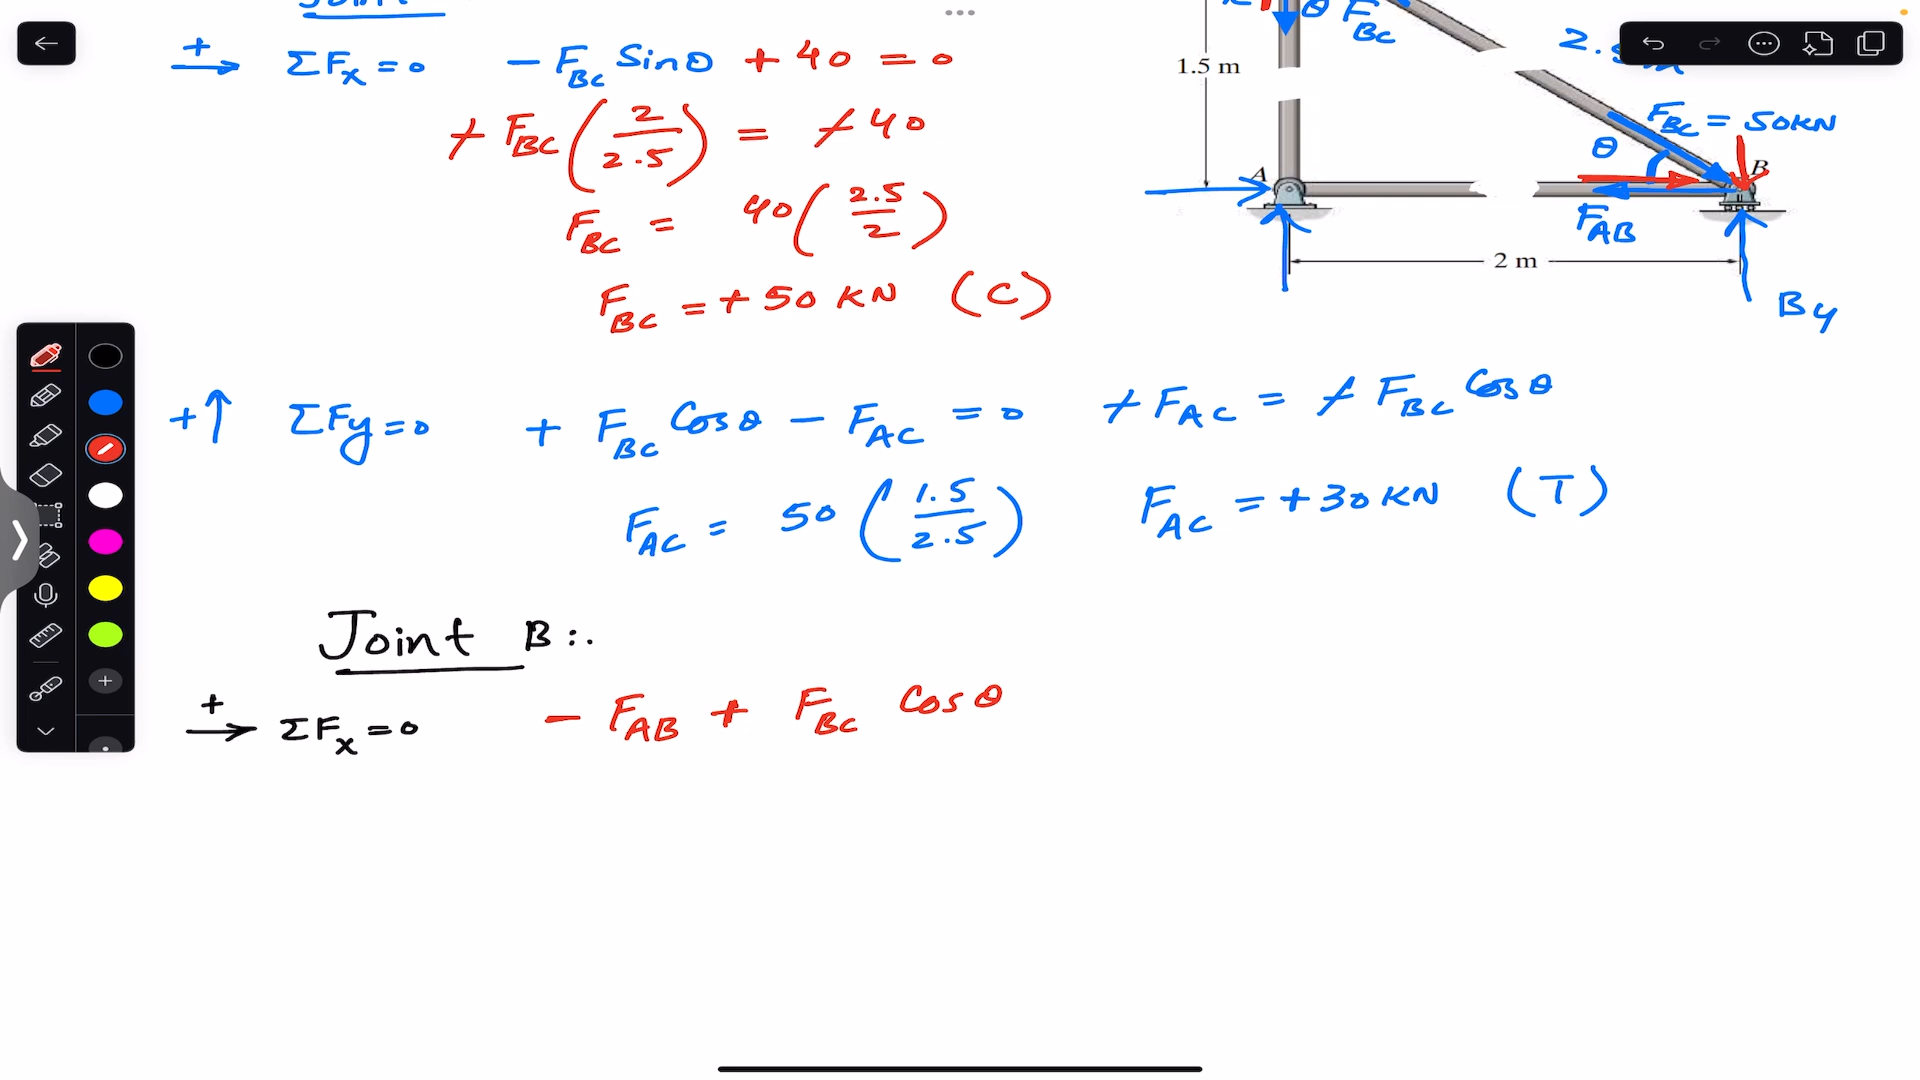 Joint
+ → ΣFx = 0 − FBC Sinθ + 40 = 0
+ FBC (2/2.5) = + 40
FBC = 40 (2.5/2)
FBC = + 50 KN (C)
+↑ ΣFy = 0 + FBC Cosθ − FAC = 0 + FAC = + FBC Cosθ
FAC = 50 (1.5/2.5) FAC = + 30 KN (T)
Joint B:.
+ → ΣFx = 0 − FAB + FBC Cosθ
θ FBC
1.5 m
FBC = 50KN
θ
A
B
FAB
2 m
By